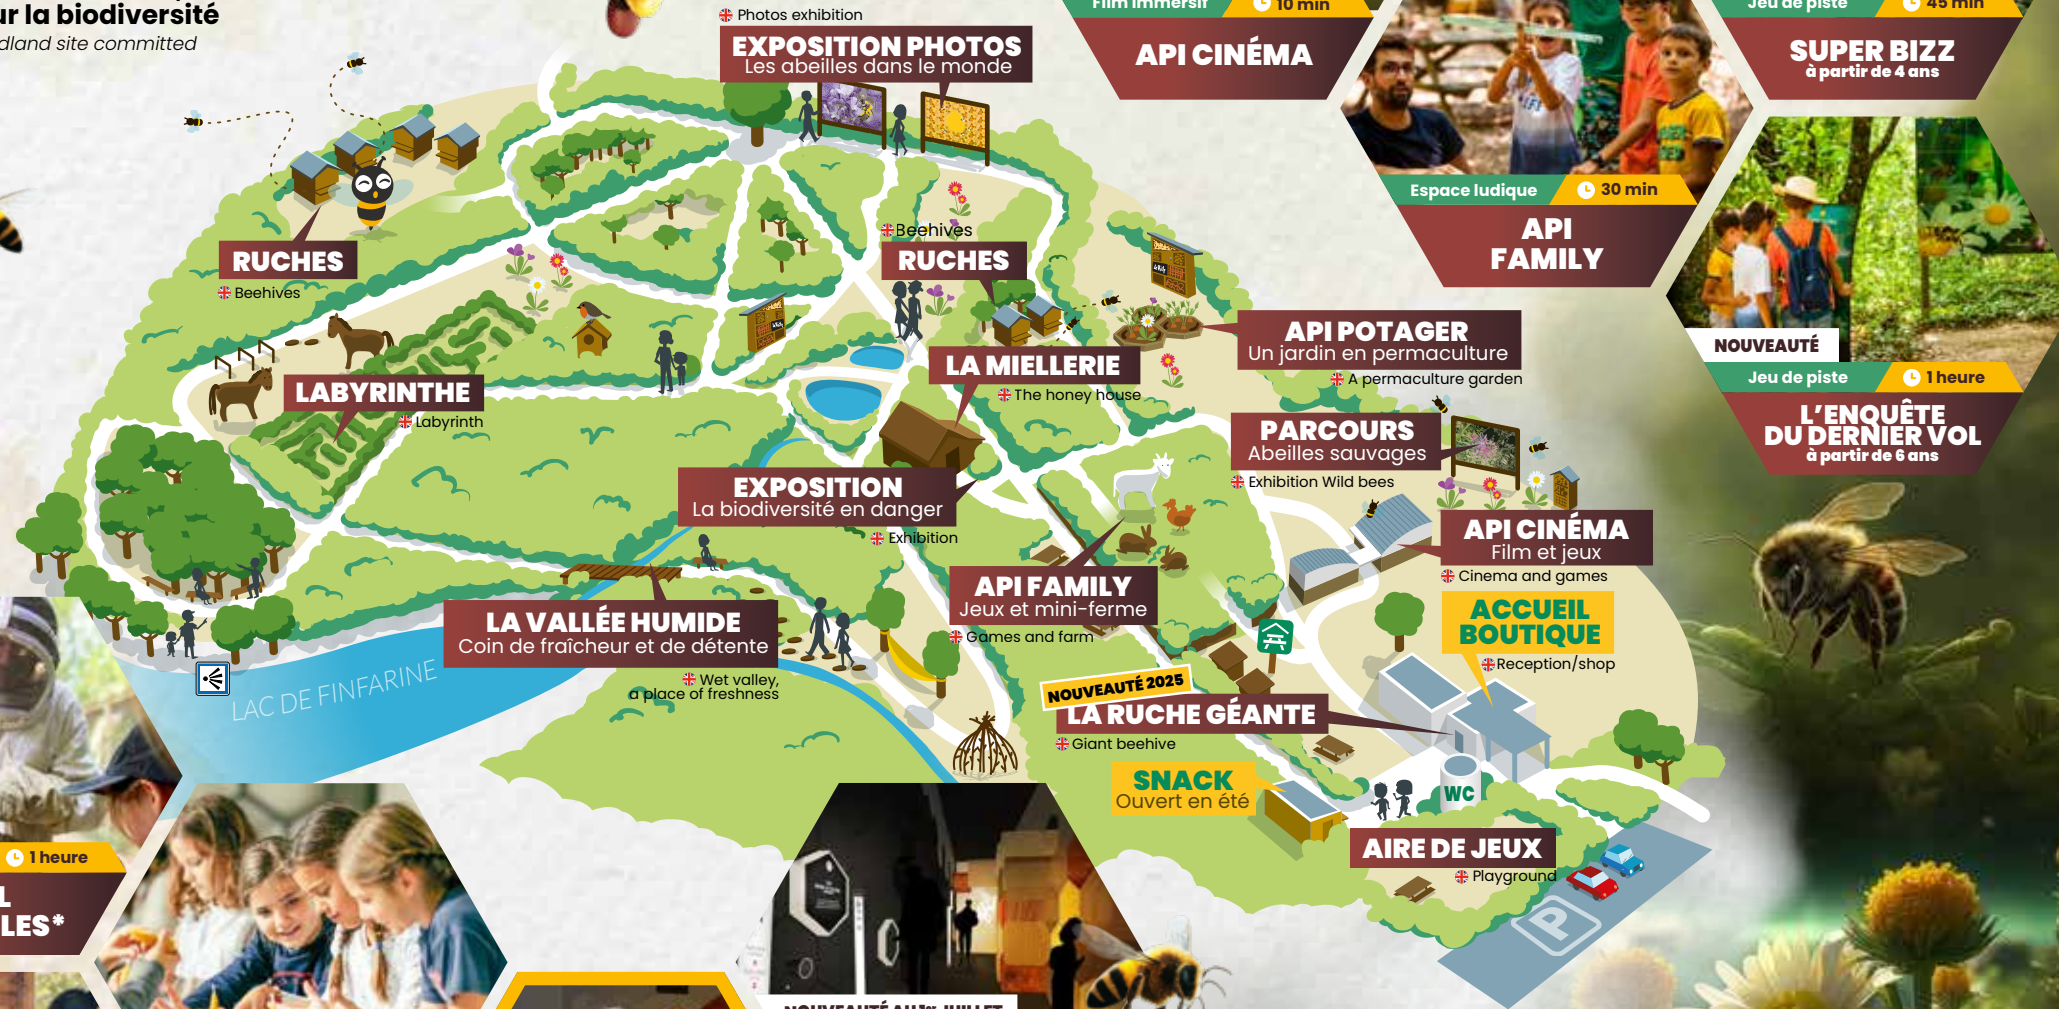 ur la biodiversité
dland site committed
Photos exhibition
EXPOSITION PHOTOS
Les abeilles dans le monde
Film immersif
10 min
API CINÉMA
Jeu de piste
45 min
SUPER BIZZ
à partir de 4 ans
Espace ludique
30 min
API
FAMILY
RUCHES
Beehives
Beehives
RUCHES
API POTAGER
Un jardin en permaculture
A permaculture garden
NOUVEAUTÉ
Jeu de piste
1 heure
L'ENQUÊTE
DU DERNIER VOL
à partir de 6 ans
LABYRINTHE
Labyrinth
LA MIELLERIE
The honey house
PARCOURS
Abeilles sauvages
Exhibition Wild bees
EXPOSITION
La biodiversité en danger
Exhibition
API CINÉMA
Film et jeux
Cinema and games
API FAMILY
Jeux et mini-ferme
Games and farm
ACCUEIL
BOUTIQUE
Reception/shop
LA VALLÉE HUMIDE
Coin de fraîcheur et de détente
Wet valley,
a place of freshness
LAC DE FINFARINE
NOUVEAUTÉ 2025
LA RUCHE GÉANTE
Giant beehive
SNACK
Ouvert en été
WC
AIRE DE JEUX
Playground
P
1 heure
L
LES*
NOUVEAUTÉ AU 1er JUILLET